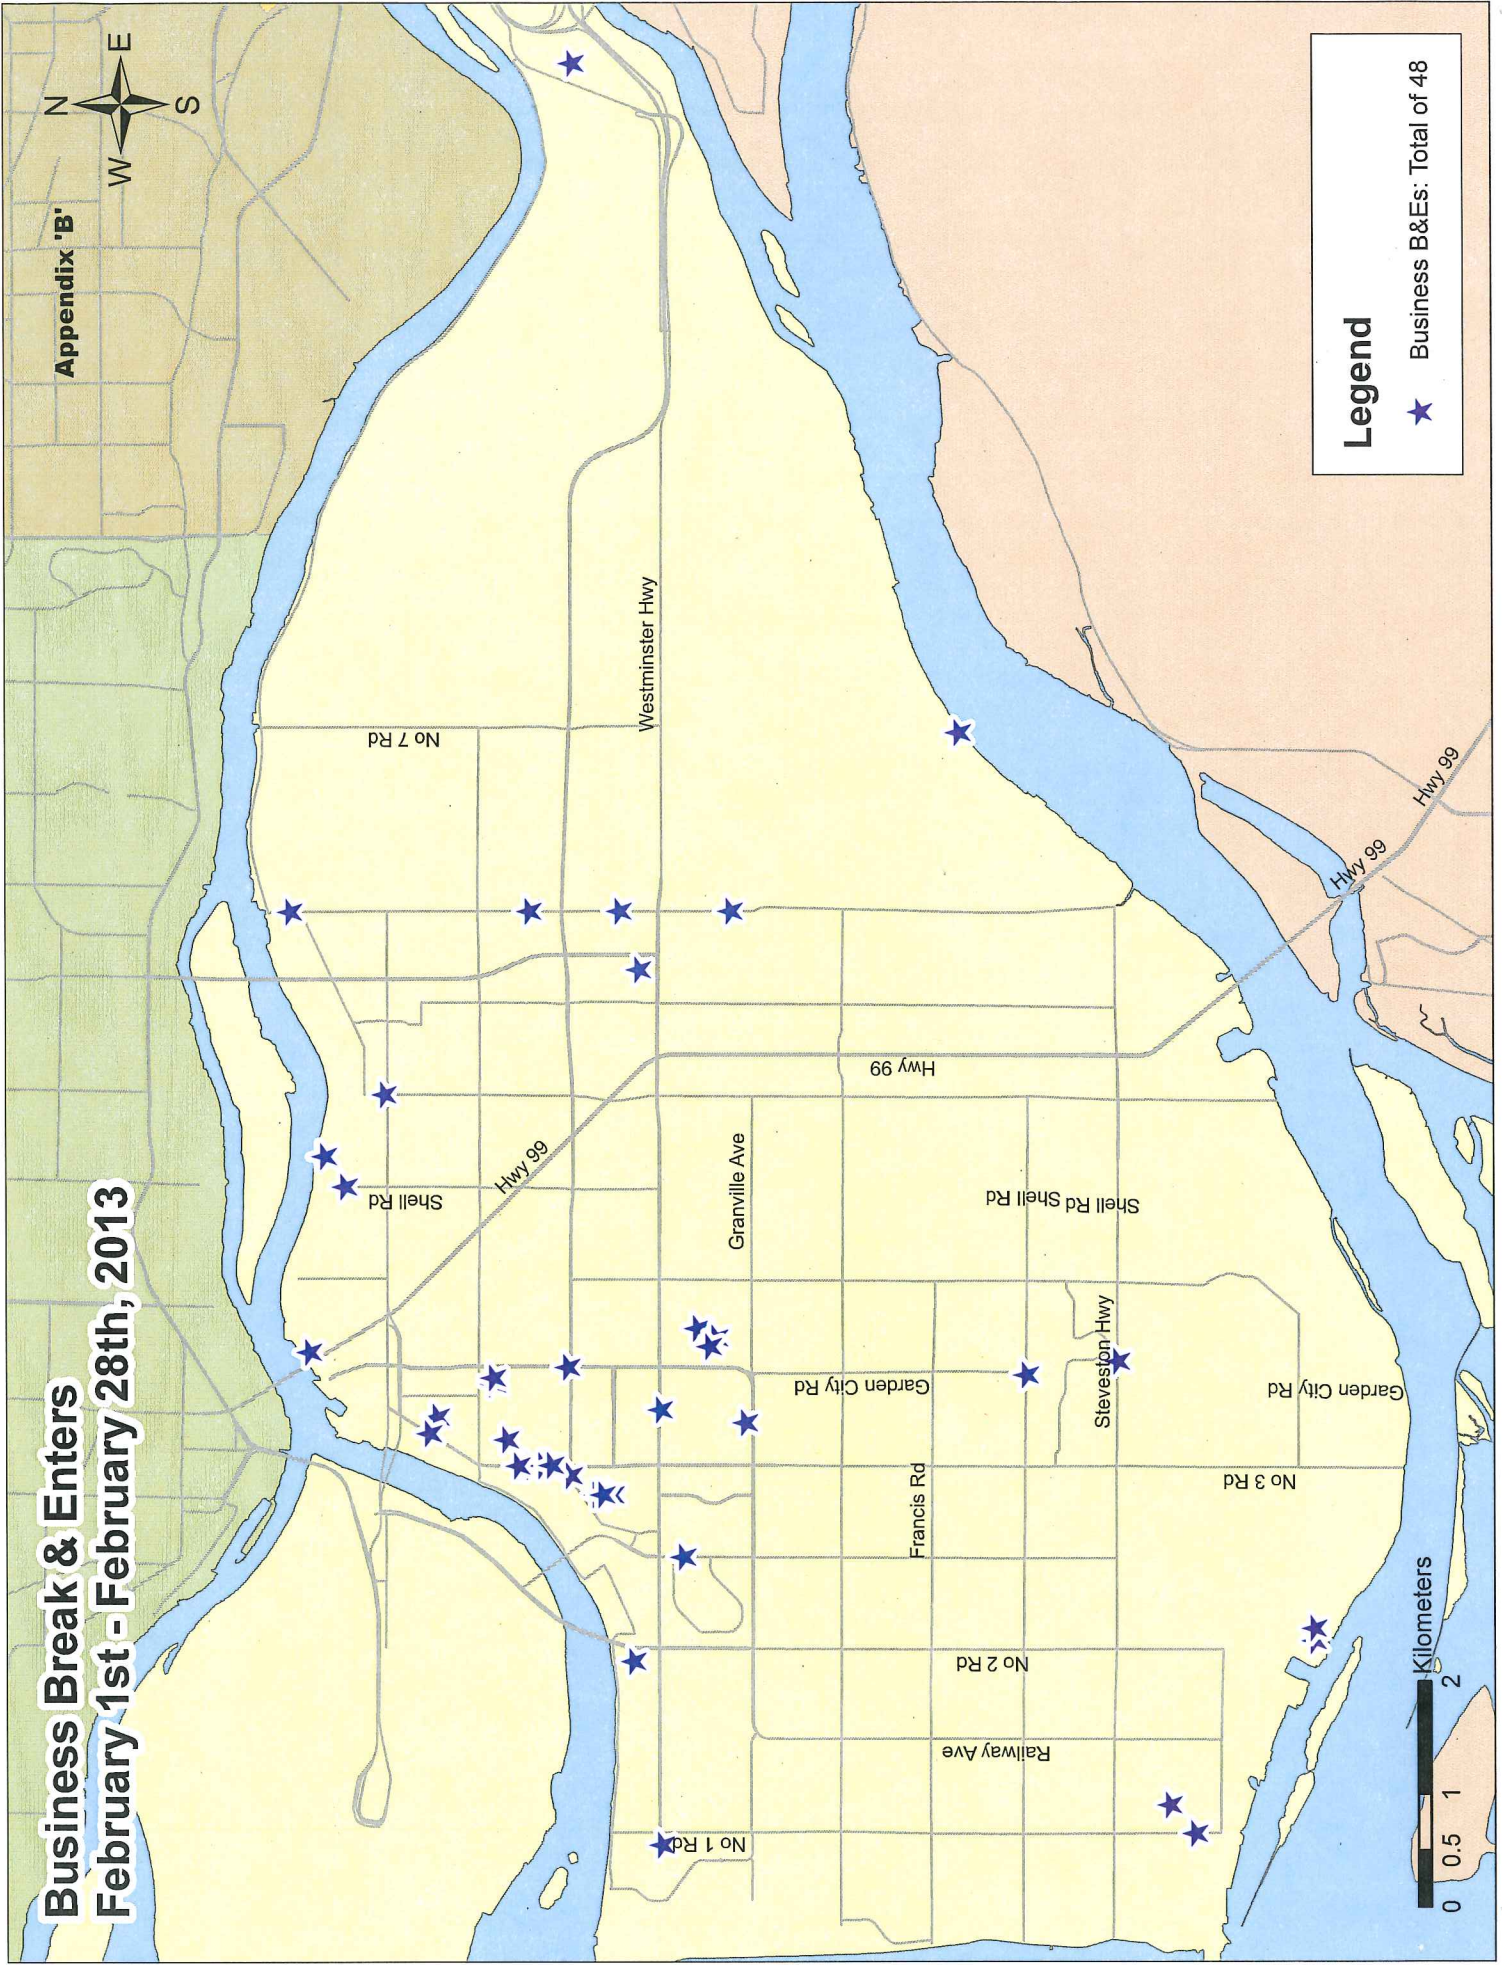 Business Break & Enters
February 1st - February 28th, 2013
Appendix 'B'
N
W
E
S
No 7 Rd
Westminster Hwy
Shell Rd
Hwy 99
Granville Ave
Hwy 99
Shell Rd
Shell Rd
Shell Rd
Hwy 99
Hwy 99
Garden City Rd
Steveston Hwy
Garden City Rd
Francis Rd
No 3 Rd
No 2 Rd
Railway Ave
No 1 Rd
Kilometers
0 0.5 1 2
Legend
Business B&Es: Total of 48